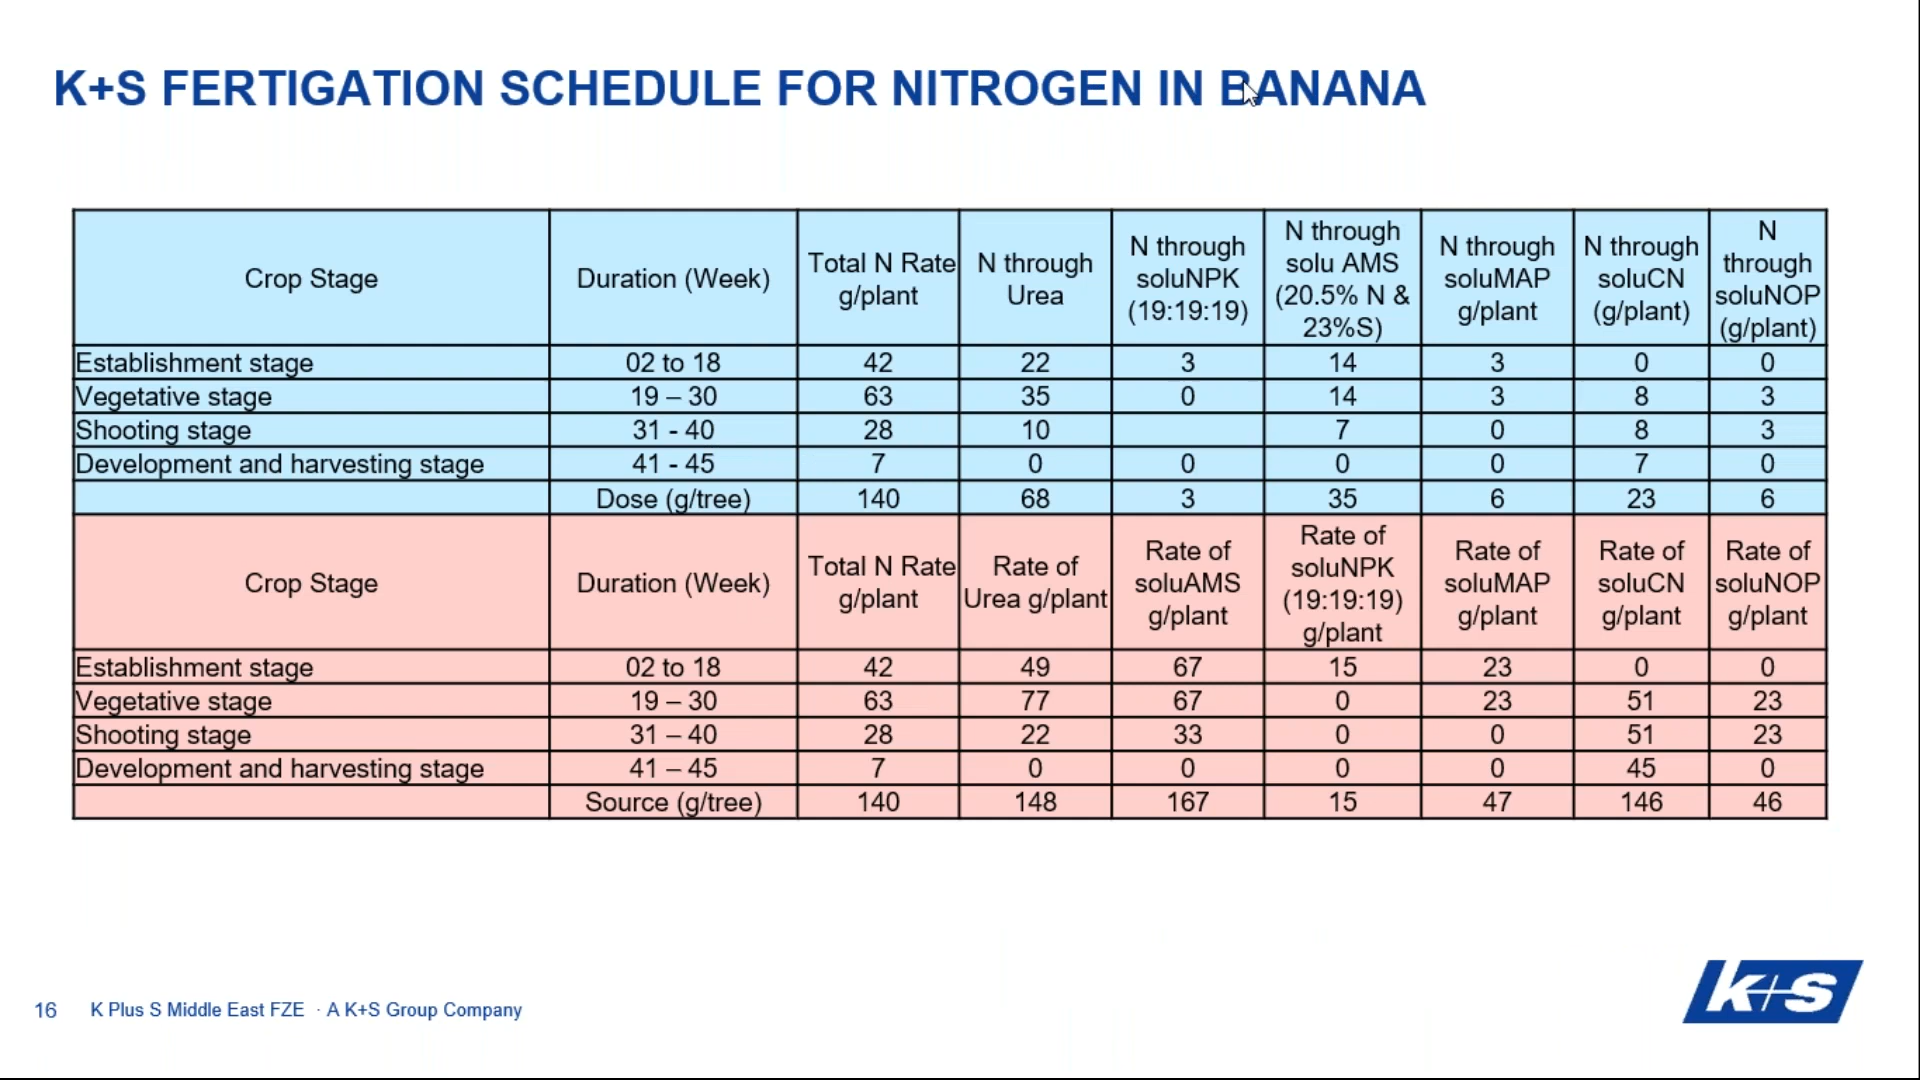 K+S FERTIGATION SCHEDULE FOR NITROGEN IN BANANA
Crop Stage	Duration (Week)	Total N Rate g/plant	N through Urea	N through soluNPK (19:19:19)	N through solu AMS (20.5% N & 23%S)	N through soluMAP g/plant	N through soluCN (g/plant)	N through soluNOP (g/plant)
Establishment stage	02 to 18	42	22	3	14	3	0	0
Vegetative stage	19 – 30	63	35	0	14	3	8	3
Shooting stage	31 - 40	28	10		7	0	8	3
Development and harvesting stage	41 - 45	7	0	0	0	0	7	0
	Dose (g/tree)	140	68	3	35	6	23	6
Crop Stage	Duration (Week)	Total N Rate g/plant	Rate of Urea g/plant	Rate of soluAMS g/plant	Rate of soluNPK (19:19:19) g/plant	Rate of soluMAP g/plant	Rate of soluCN g/plant	Rate of soluNOP g/plant
Establishment stage	02 to 18	42	49	67	15	23	0	0
Vegetative stage	19 – 30	63	77	67	0	23	51	23
Shooting stage	31 – 40	28	22	33	0	0	51	23
Development and harvesting stage	41 – 45	7	0	0	0	0	45	0
	Source (g/tree)	140	148	167	15	47	146	46
16 K Plus S Middle East FZE · A K+S Group Company
K+S